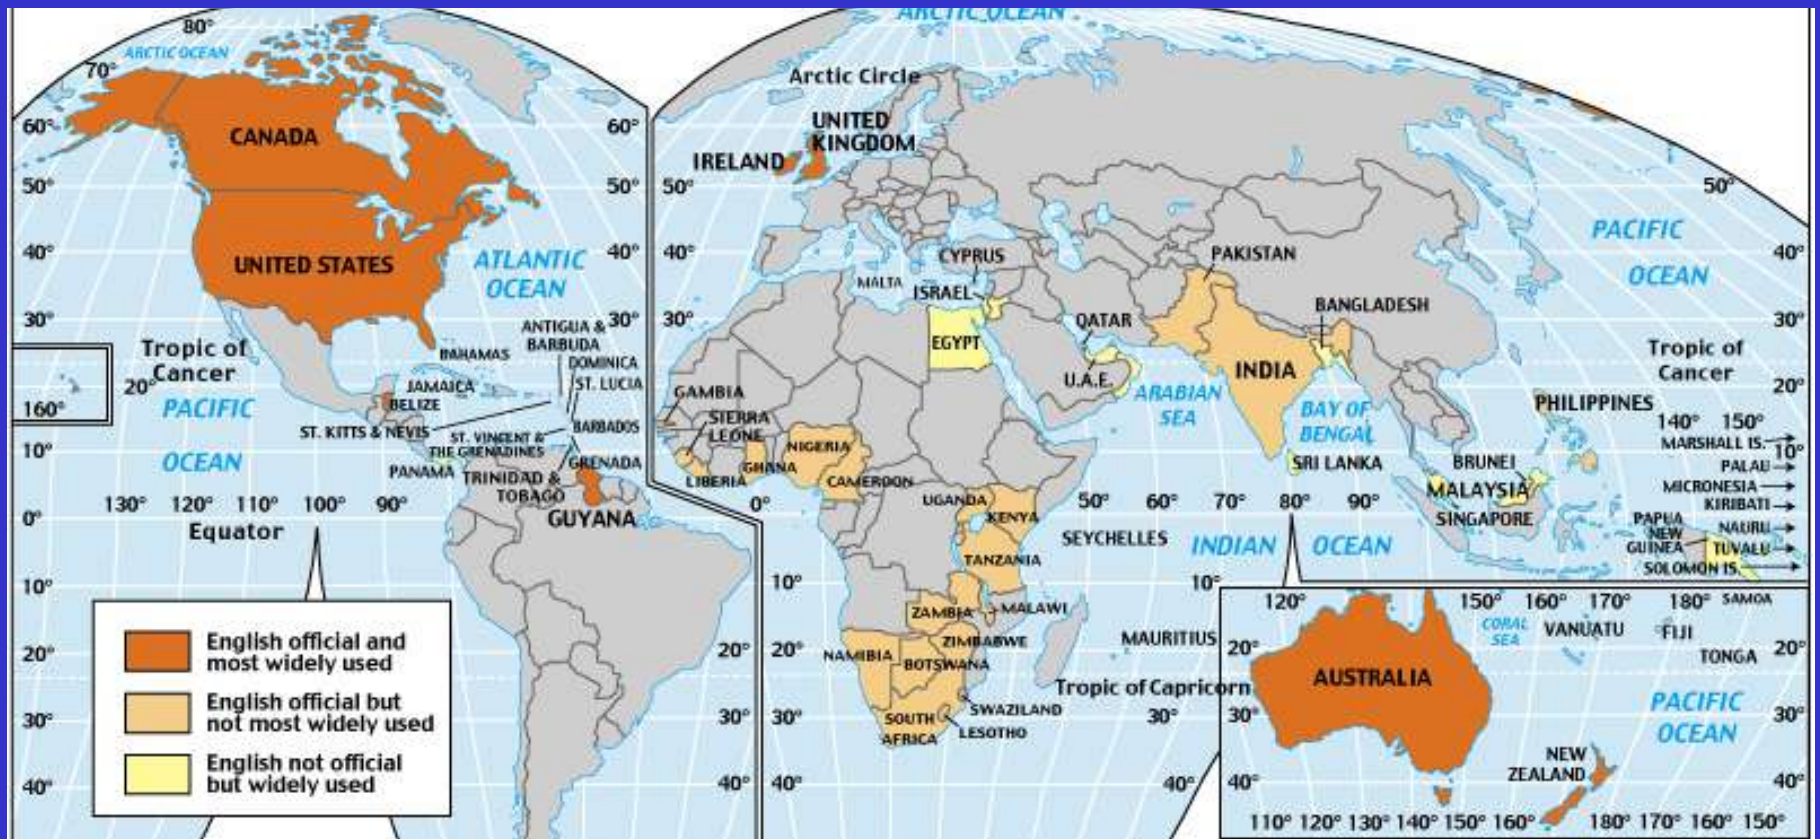 ARCTIC OCEAN
80°
ARCTIC OCEAN
70°
Arctic Circle
60°
CANADA
60°
UNITED
KINGDOM
IRELAND
50°
50°
50°
50°
40°
UNITED STATES
ATLANTIC
OCEAN
40°
40°
CYPRUS
PAKISTAN
PACIFIC
OCEAN
40°
MALTA
ISRAEL
30°
ANTIGUA &
BARBUDA
30°
30°
EGYPT
QATAR
BANGLADESH
30°
Tropic of
Cancer
BAHAMAS
DOMINICA
ST. LUCIA
U.A.E.
ARABIAN
SEA
INDIA
Tropic of
Cancer
20°
20°
160°
PACIFIC
OCEAN
JAMAICA
BELIZE
GAMBIA
SIERRA
LEONE
BAY OF
BENGAL
PHILIPPINES
140° 150°
MARSHALL IS.
10°
ST. KITTS & NEVIS
ST. VINCENT &
THE GRENADINES
BARBADOS
NIGERIA
10°
PANAMA
TRINIDAD &
TOBAGO
GRENADA
LIBERIA
GHANA
CAMEROON
SRI LANKA
BRUNEI
PALAU
MICRONESIA
KIRIBATI
130° 120° 110° 100° 90°
0°
UGANDA
KENYA
50° 60° 70° 80° 90°
MALAYSIA
SINGAPORE
0°
Equator
GUYANA
SEYCHELLES
INDIAN OCEAN
PAPUA
NEW
GUINEA
NAURU
TUVALU
SOLOMON IS.
TANZANIA
10°
10°
10°
ZAMBIA
MALAWI
English official and
most widely used
English official but
not most widely used
English not official
but widely used
20°
20°
20°
ZIMBABWE
MAURITIUS
NAMIBIA
BOTSWANA
Tropic of Capricorn
30°
30°
30°
SOUTH
AFRICA
SWAZILAND
LESOTHO
30°
40°
40°
40°
40°
120°
150° 160° 170° 180°
SAMOA
CORAL
SEA
VANUATU
FIJI
20°
20°
TONGA
AUSTRALIA
PACIFIC
OCEAN
30°
30°
NEW
ZEALAND
40°
40°
110° 120° 130° 140° 150° 160°
180° 170° 160° 150°